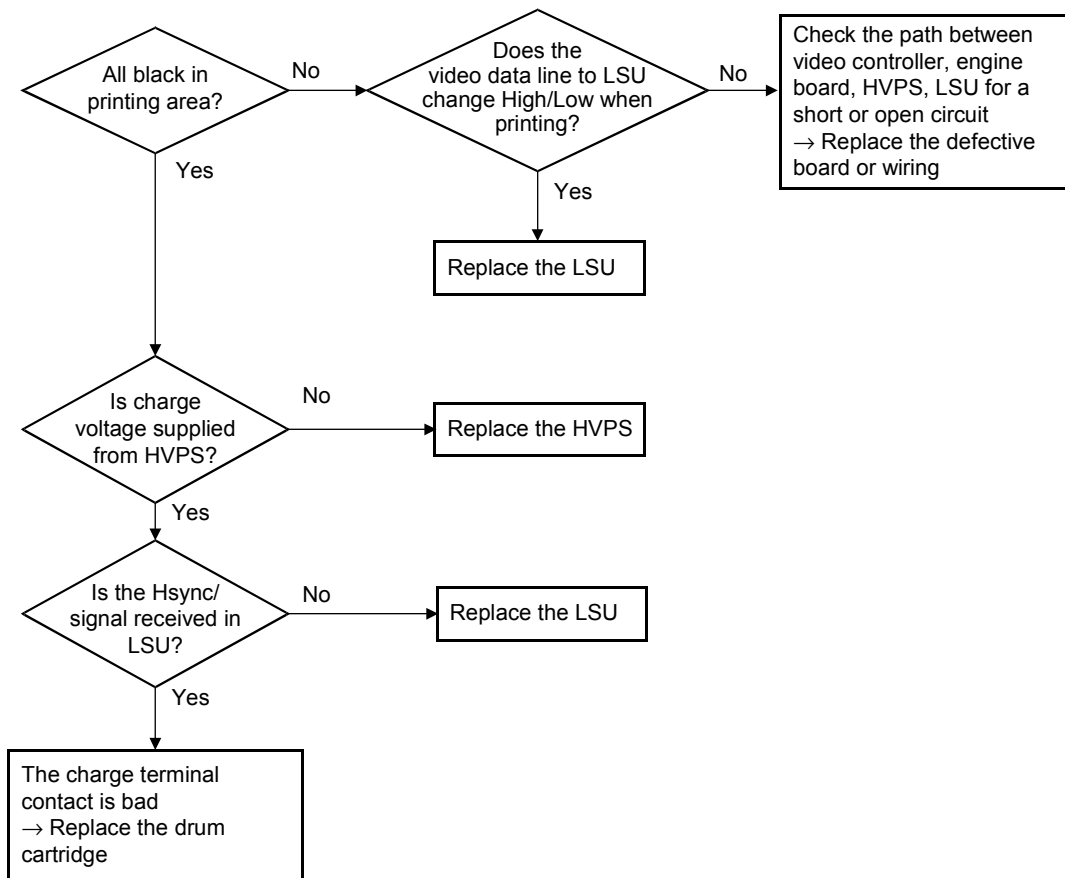 All black in
printing area?
No
Does the
video data line to LSU
change High/Low when
printing?
No
Check the path between
video controller, engine
board, HVPS, LSU for a
short or open circuit
→ Replace the defective
board or wiring
Yes
Yes
Replace the LSU
Is charge
voltage supplied
from HVPS?
No
Replace the HVPS
Yes
Is the Hsync/
signal received in
LSU?
No
Replace the LSU
Yes
The charge terminal
contact is bad
→ Replace the drum
cartridge